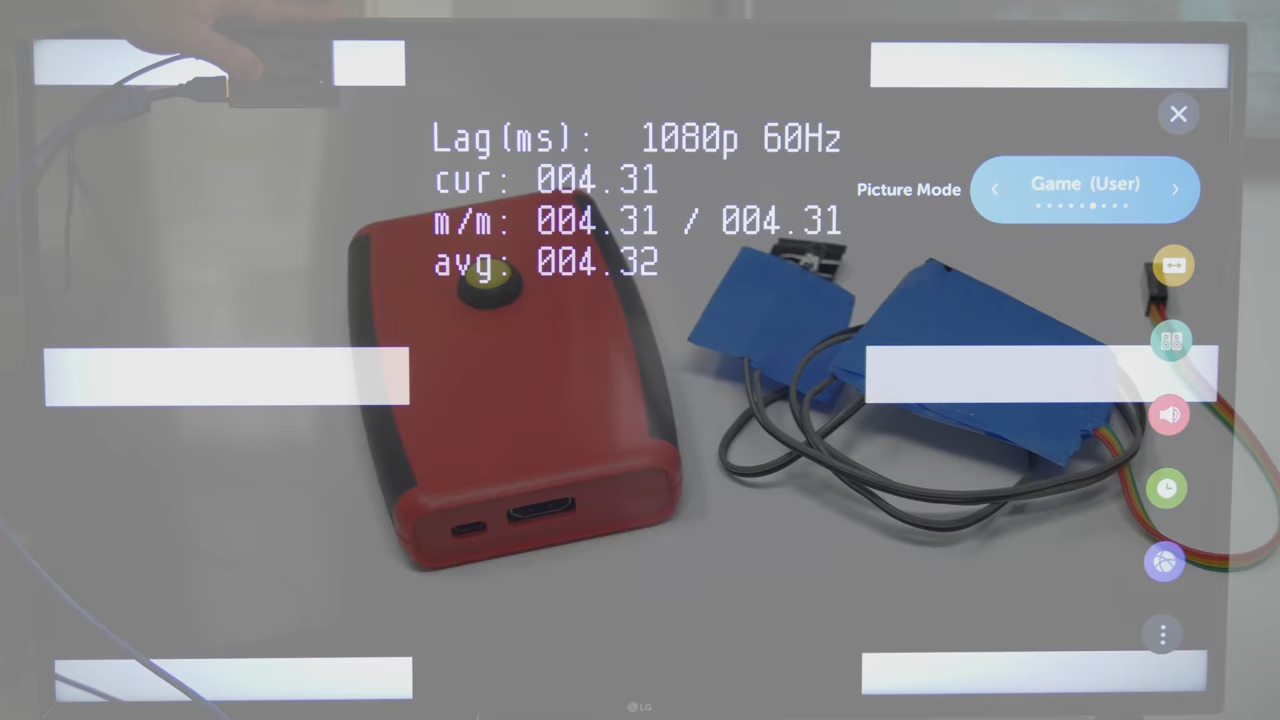 Lag(ms):  1080p 60Hz
cur: 004.31
m/m: 004.31 / 004.31
avg: 004.32
Picture Mode
Game (User)
LG